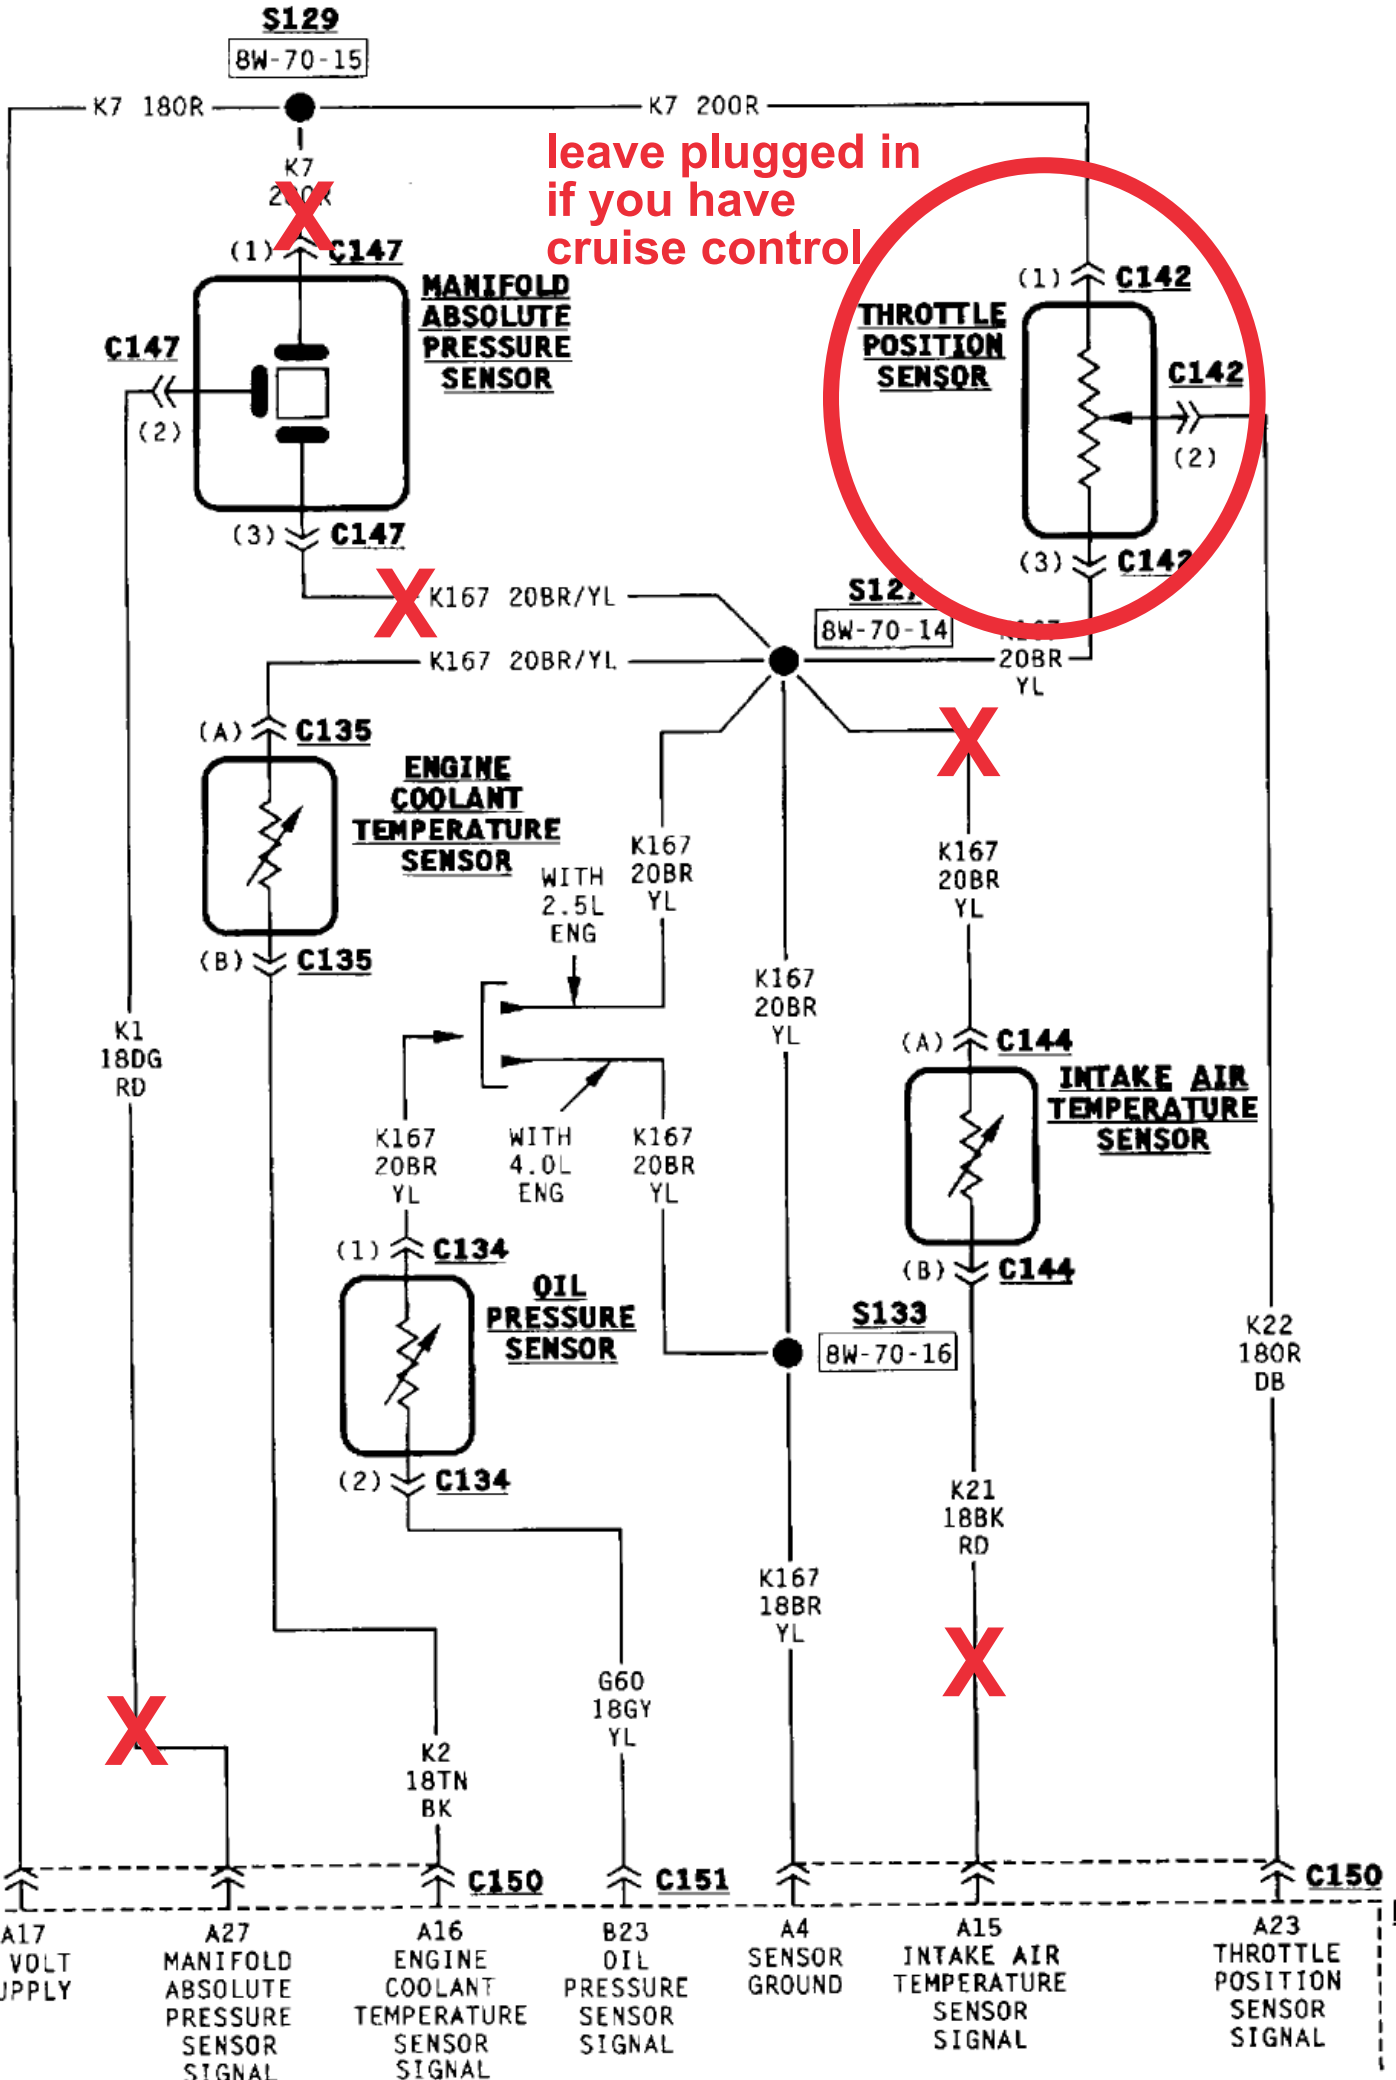 S129
8W-70-15
K7 18OR
K7 20OR
leave plugged in
if you have
cruise control
K7
20OR
X
(1)
C147
MANIFOLD
ABSOLUTE
PRESSURE
SENSOR
C147
(2)
(3)
C147
(1)
C142
THROTTLE
POSITION
SENSOR
C142
(2)
(3)
C142
X
K167 20BR/YL
S127
8W-70-14
K167 20BR/YL
K167
20BR
YL
(A)
C135
X
ENGINE
COOLANT
TEMPERATURE
SENSOR
(B)
C135
K167
20BR
YL
WITH
2.5L
ENG
K167
20BR
YL
K167
20BR
YL
K1
18DG
RD
(A)
C144
INTAKE AIR
TEMPERATURE
SENSOR
K167
20BR
YL
WITH
4.0L
ENG
K167
20BR
YL
(1)
C134
(B)
C144
OIL
PRESSURE
SENSOR
S133
8W-70-16
K22
18OR
DB
(2)
C134
K21
18BK
RD
K167
18BR
YL
X
G60
18GY
YL
X
K2
18TN
BK
C150
C151
C150
A17
VOLT
UPPLY
A27
MANIFOLD
ABSOLUTE
PRESSURE
SENSOR
SIGNAL
A16
ENGINE
COOLANT
TEMPERATURE
SENSOR
SIGNAL
B23
OIL
PRESSURE
SENSOR
SIGNAL
A4
SENSOR
GROUND
A15
INTAKE AIR
TEMPERATURE
SENSOR
SIGNAL
A23
THROTTLE
POSITION
SENSOR
SIGNAL